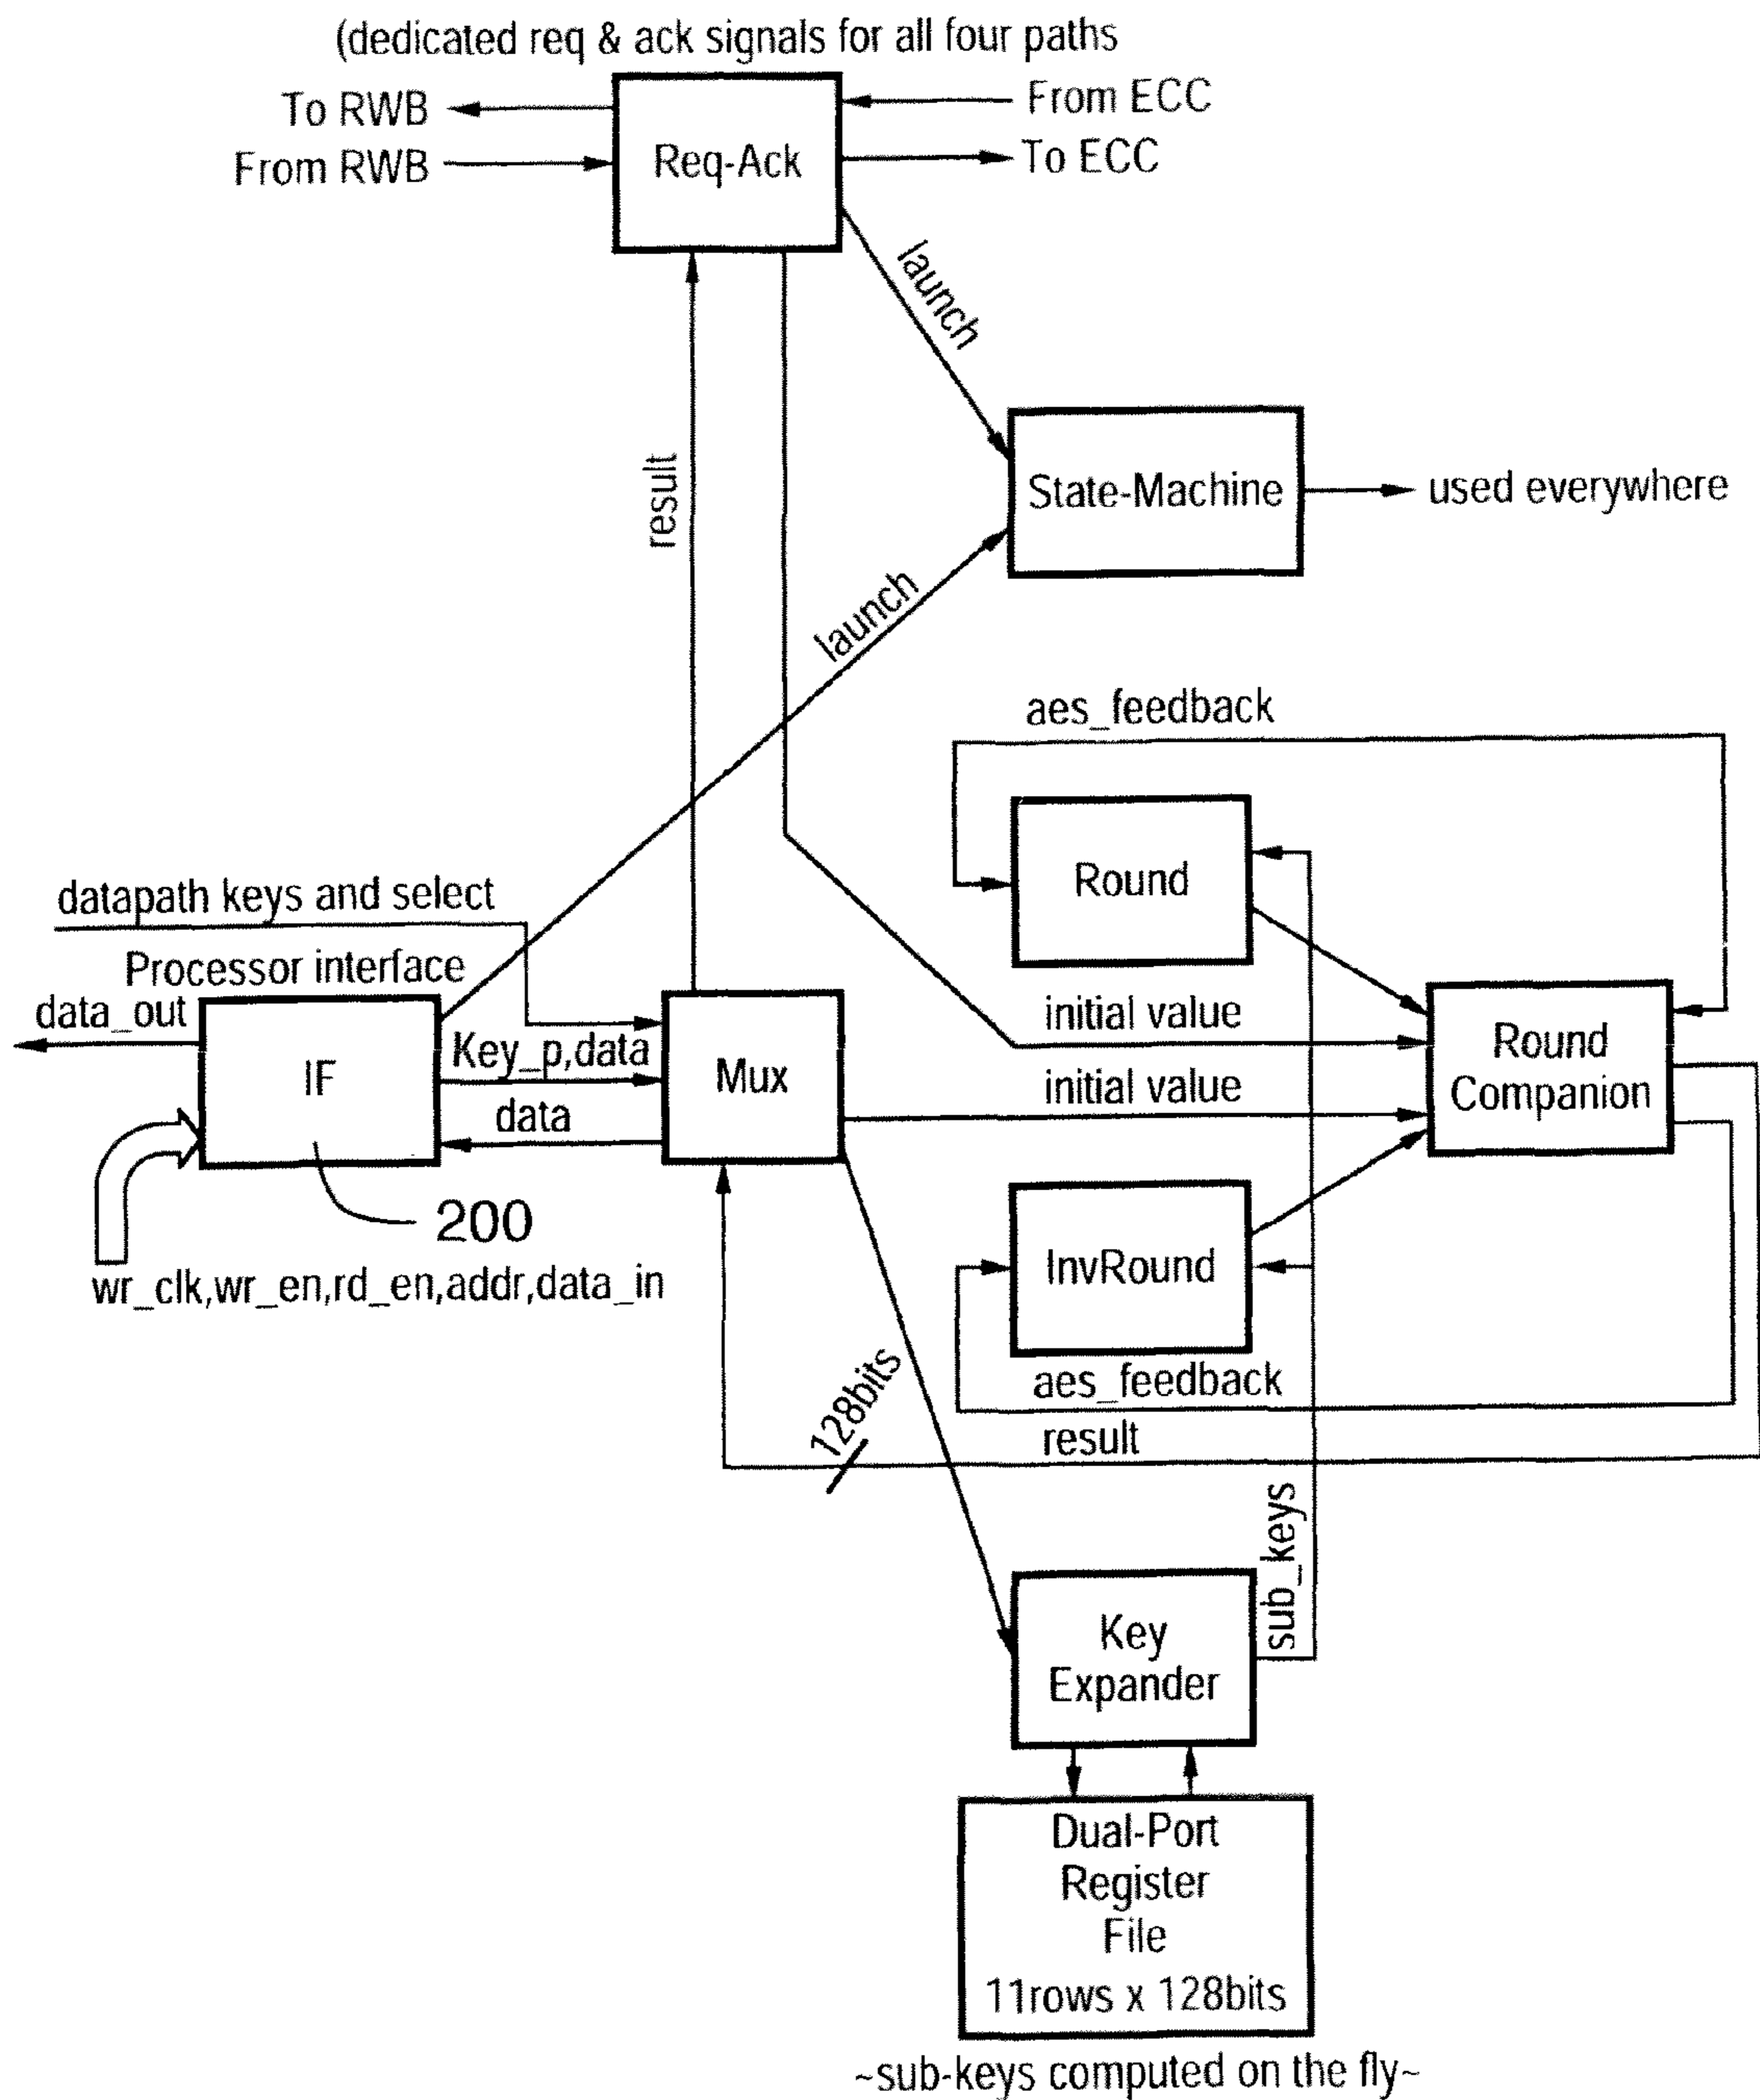 (dedicated req & ack signals for all four paths
To RWB
From ECC
From RWB
Req-Ack
To ECC
launch
result
State-Machine
used everywhere
launch
aes_feedback
Round
datapath keys and select
Processor interface
data_out
IF
Key_p,data
data
Mux
initial value
initial value
Round
Companion
200
wr_clk,wr_en,rd_en,addr,data_in
InvRound
aes_feedback
128bits
result
sub_keys
Key
Expander
Dual-Port
Register
File
11rows x 128bits
~sub-keys computed on the fly~